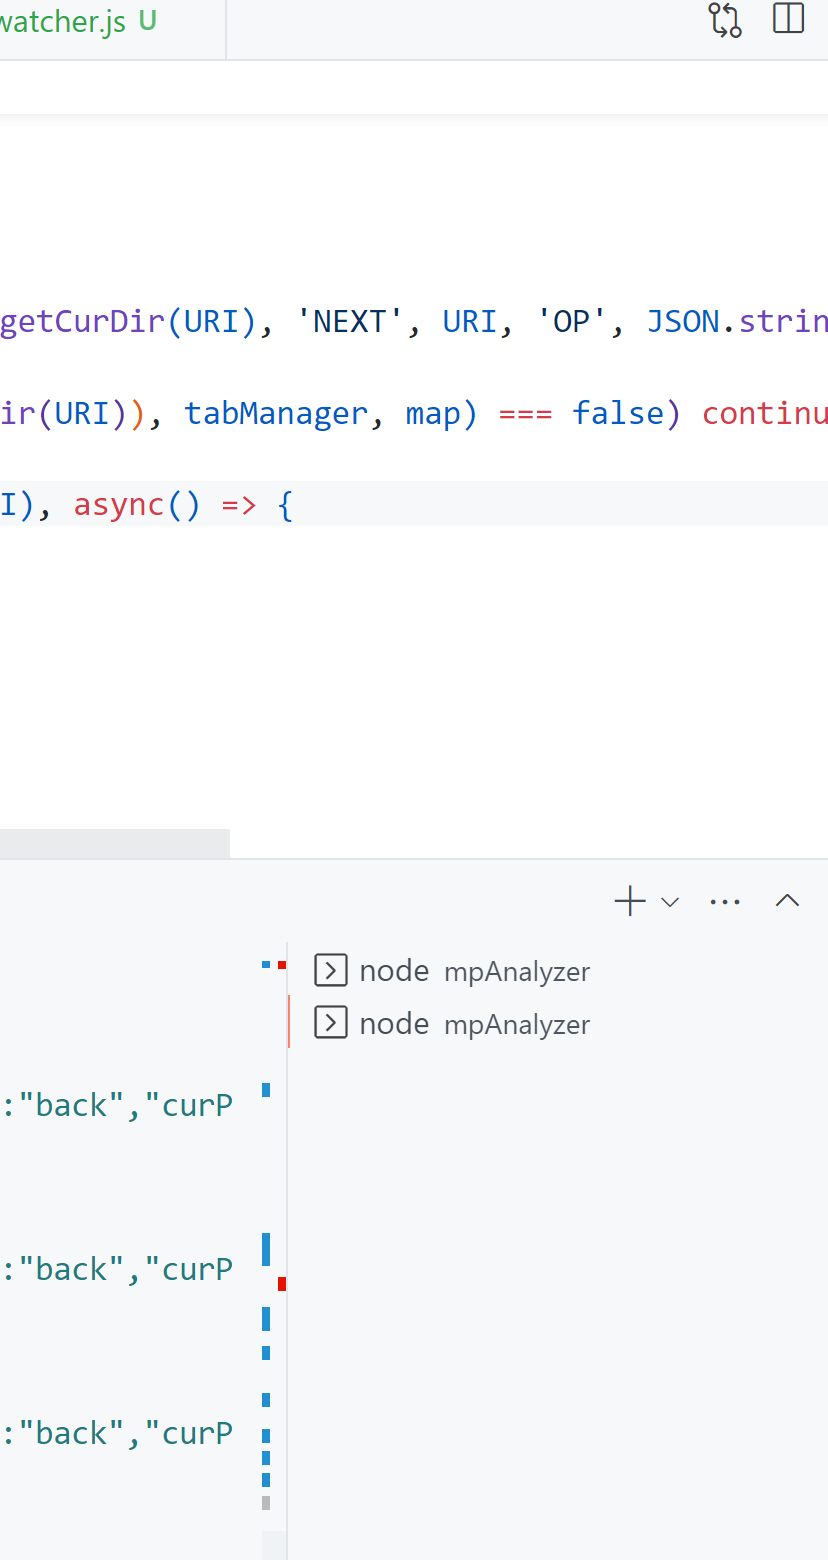 watcher.js U
getCurDir(URI), 'NEXT', URI, 'OP', JSON.strin
ir(URI)), tabManager, map) === false) continu
I), async() => {
node mpAnalyzer
node mpAnalyzer
:"back","curP
:"back","curP
:"back","curP